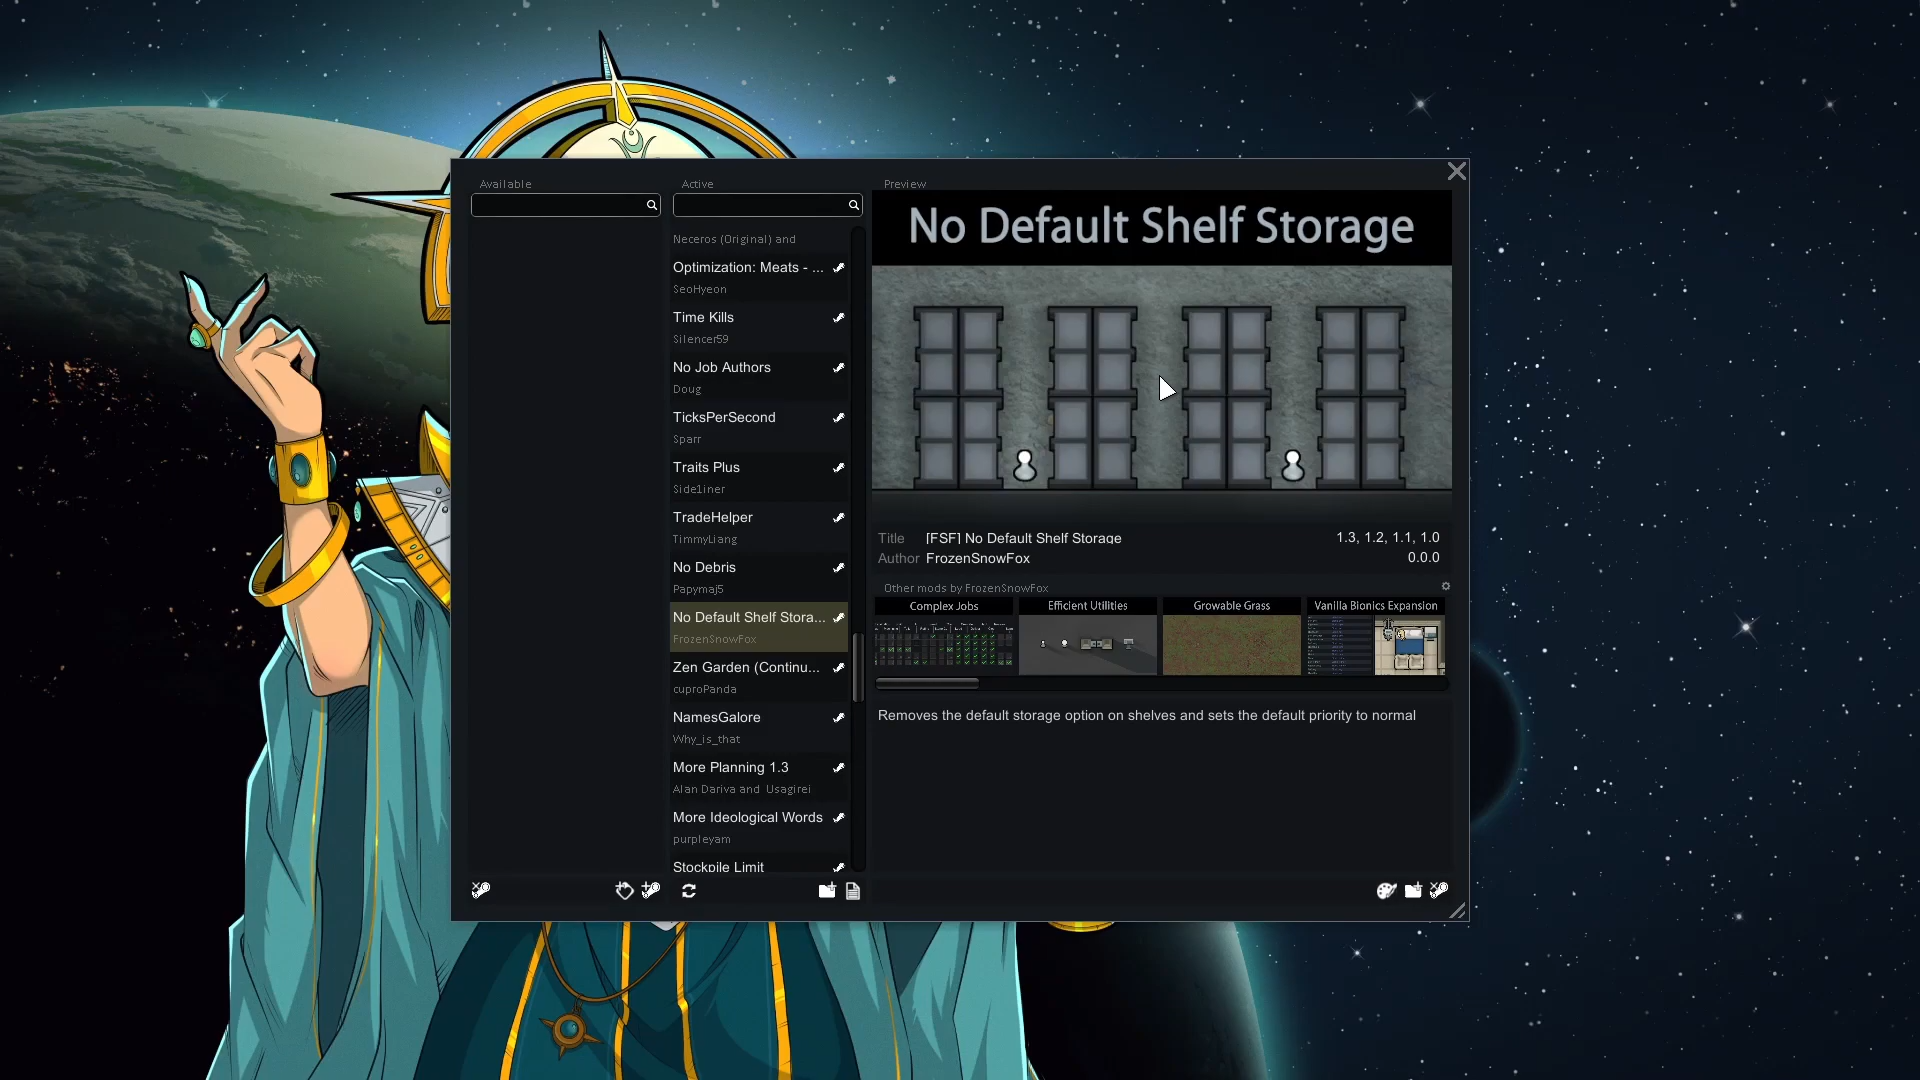 Available
Active
Preview
Neceros (Original) and
Optimization: Meats - ...
SeoHyeon
Time Kills
Silencer59
No Job Authors
Doug
TicksPerSecond
Sparr
Traits Plus
Side1iner
TradeHelper
TimmyLiang
No Debris
Papymaj5
No Default Shelf Stora...
FrozenSnowFox
Zen Garden (Continu...
cuproPanda
NamesGalore
Why_is_that
More Planning 1.3
Alan Dariva and Usagirei
More Ideological Words
purpleyam
Stockpile Limit
No Default Shelf Storage
Title [FSF] No Default Shelf Storage 1.3, 1.2, 1.1, 1.0
Author FrozenSnowFox 0.0.0
Other mods by FrozenSnowFox
Complex Jobs
Efficient Utilities
Growable Grass
Vanilla Bionics Expansion
Removes the default storage option on shelves and sets the default priority to normal